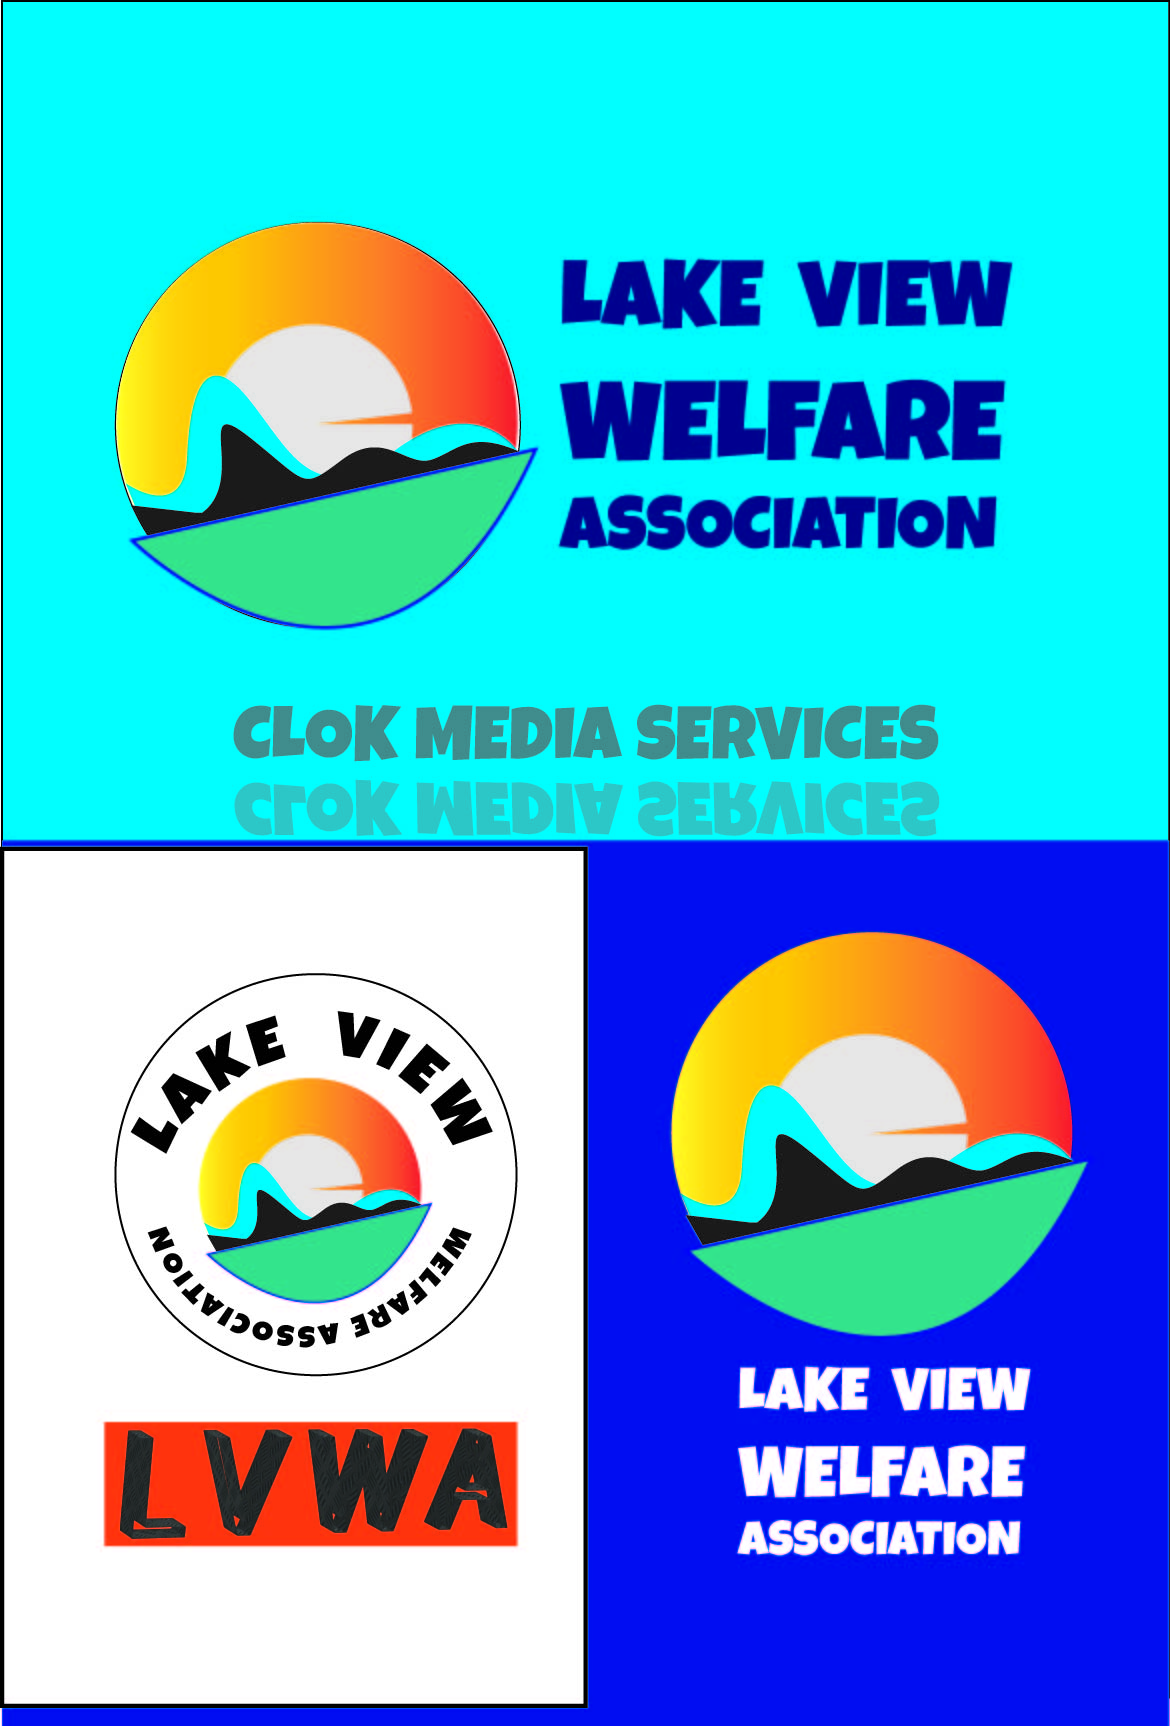 LAKE VIEW
WELFARE
ASSOCIATION
CLOK MEDIA SERVICES
CLOK MEDIA SERVICES
LAKE VIEW
WELFARE ASSOCIATION
LVWA
LAKE VIEW
WELFARE
ASSOCIATION